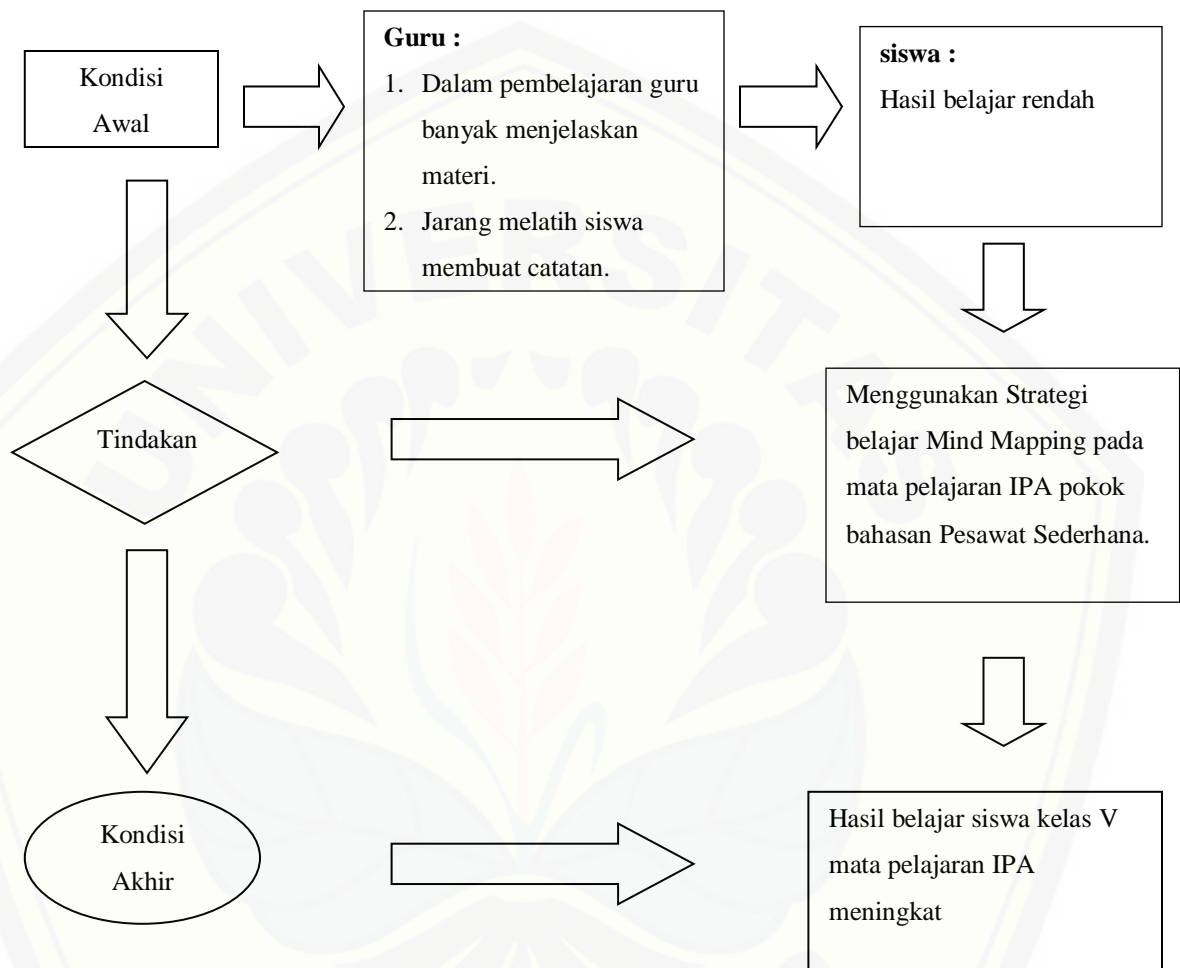 Kondisi
Awal
Guru :
1. Dalam pembelajaran guru
banyak menjelaskan
materi.
2. Jarang melatih siswa
membuat catatan.
siswa :
Hasil belajar rendah
Tindakan
Menggunakan Strategi
belajar Mind Mapping pada
mata pelajaran IPA pokok
bahasan Pesawat Sederhana.
Kondisi
Akhir
Hasil belajar siswa kelas V
mata pelajaran IPA
meningkat
UNIVERSITAS